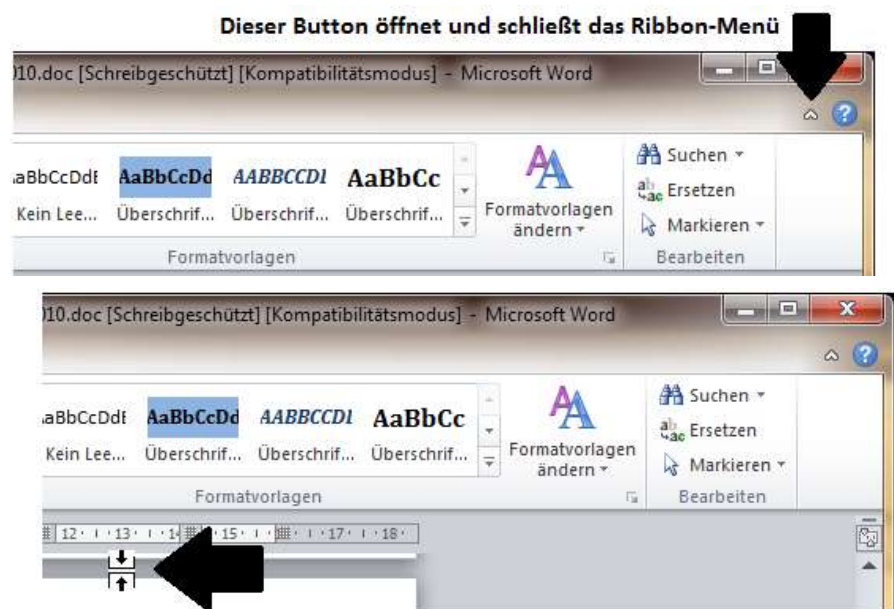 Dieser Button öffnet und schließt das Ribbon-Menü
010.doc [Schreibgeschützt] [Kompatibilitätsmodus] - Microsoft Word
aBbCcDdE AaBbCcDd AABBCCDI AaBbCc
Kein Lee... Überschrif... Überschrif... Überschrif...
Formatvorlagen ändern
Suchen
Ersetzen
Markieren
Formatvorlagen
Bearbeiten
010.doc [Schreibgeschützt] [Kompatibilitätsmodus] - Microsoft Word
aBbCcDdE AaBbCcDd AABBCCDI AaBbCc
Kein Lee... Überschrif... Überschrif... Überschrif...
Formatvorlagen ändern
Suchen
Ersetzen
Markieren
Formatvorlagen
Bearbeiten
12 13 14 15 17 18